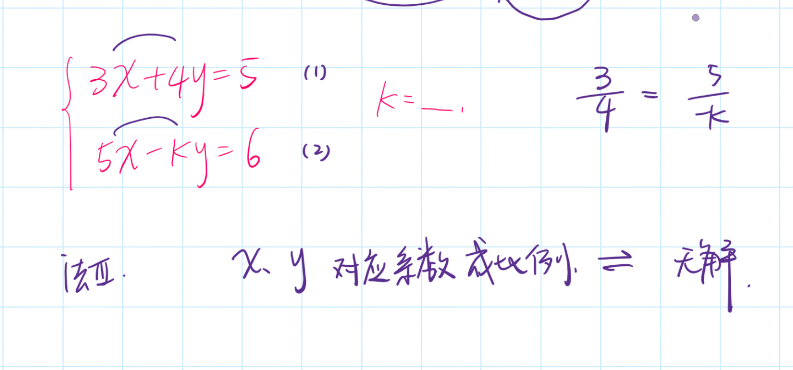 3x+4y=5 (1)
5x-ky=6 (2)
k=__.
3/4 = 5/-k
法Ⅱ. x、y 对应系数成比例. ⇌ 无解.